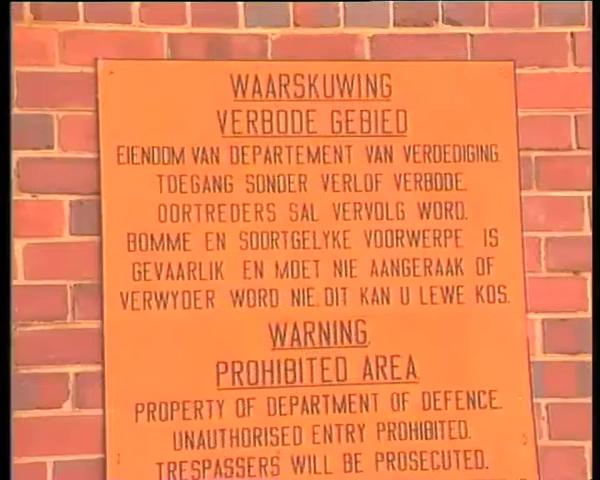 WAARSKUWING
VERBODE GEBIED
EIENDOM VAN DEPARTEMENT VAN VERDEDIGING.
TOEGANG SONDER VERLOF VERBODE.
OORTREDERS SAL VERVOLG WORD.
BOMME EN SOORTGELYKE VOORWERPE IS
GEVAARLIK EN MOET NIE AANGERAAK OF
VERWYDER WORD NIE. DIT KAN U LEWE KOS.
WARNING
PROHIBITED AREA
PROPERTY OF DEPARTMENT OF DEFENCE.
UNAUTHORISED ENTRY PROHIBITED.
TRESPASSERS WILL BE PROSECUTED.